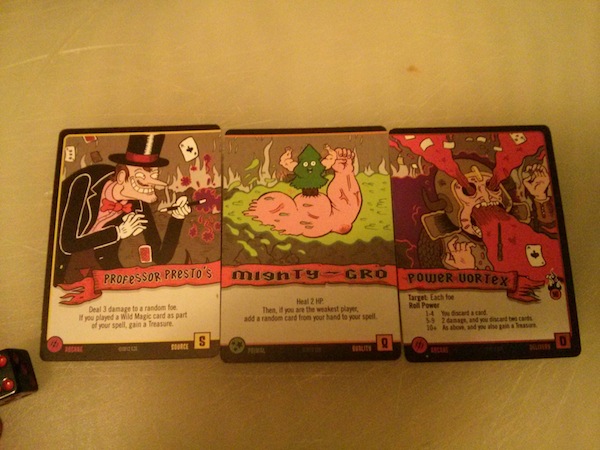 PROFESSOR PRESTO'S
Deal 3 damage to a random foe.
If you played a Wild Magic card as part
of your spell, gain a Treasure.
ARCANE
SOURCE
S
MIGHTY-GRO
Heal 2 HP.
Then, if you are the weakest player,
add a random card from your hand to your spell.
PRIMAL
QUALITY
Q
POWER VORTEX
Target: Each foe
Roll Power
1-4 You discard a card.
5-9 2 damage, and you discard two cards.
10+ As above, and you also gain a Treasure.
ARCANE
DELIVERY
D